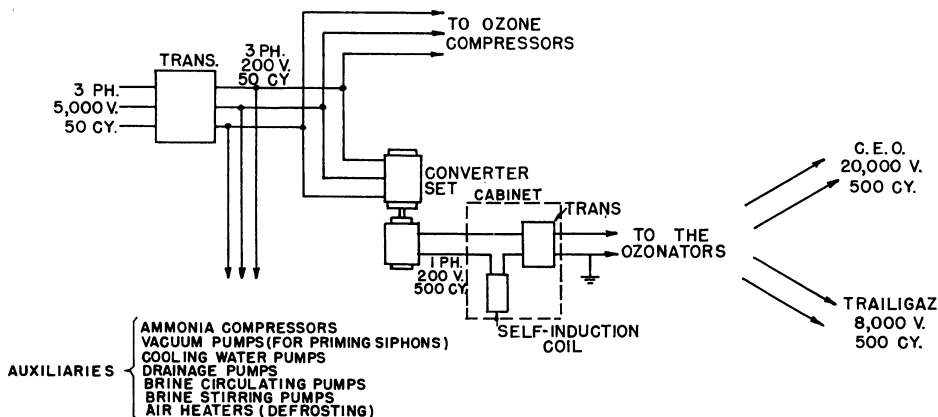 TO OZONE
COMPRESSORS
3 PH.
200 V.
50 CY
TRANS.
3 PH.
5,000 V.
50 CY.
CONVERTER
SET
CABINET
TRANS
TO THE
OZONATORS
1 PH.
200 V.
500 CY.
SELF-INDUCTION
COIL
C.E.O.
20,000 V.
500 CY.
TRAILIGAZ
8,000 V.
500 CY.
AUXILIARIES
AMMONIA COMPRESSORS
VACUUM PUMPS (FOR PRIMING SIPHONS)
COOLING WATER PUMPS
DRAINAGE PUMPS
BRINE CIRCULATING PUMPS
BRINE STIRRING PUMPS
AIR HEATERS (DEFROSTING)